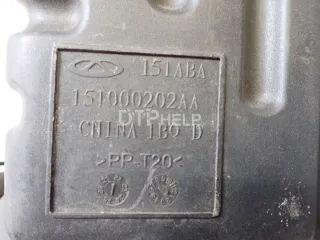 151ABA
151000202AA
DTPHELP
CHINA 1B9 D
>PP-T20<